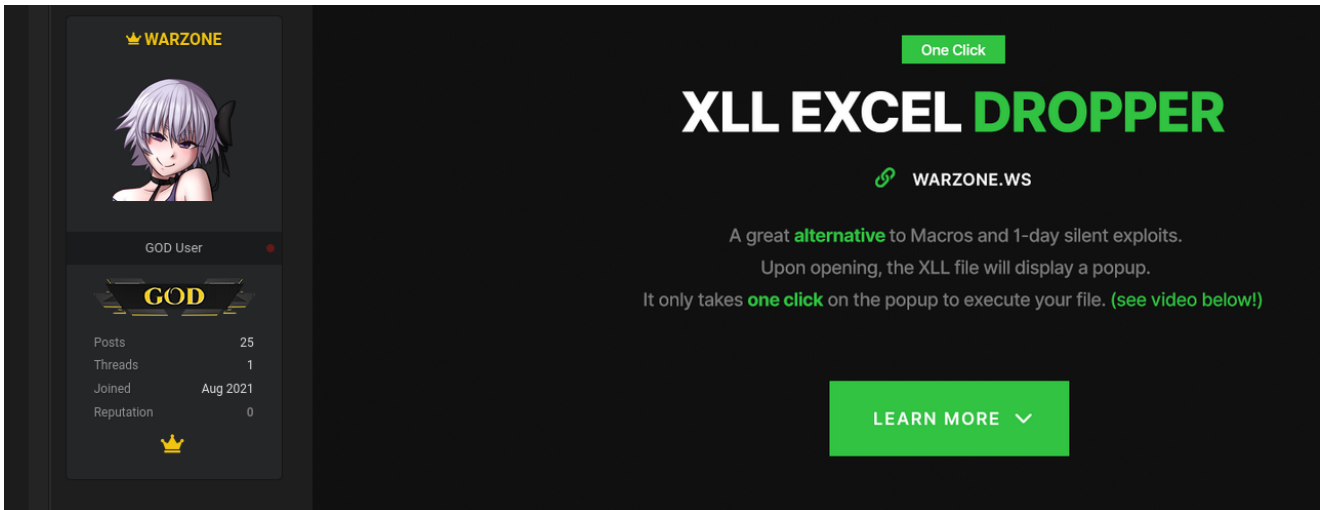 WARZONE
GOD User
GOD
Posts 25
Threads 1
Joined Aug 2021
Reputation 0
One Click
XLL EXCEL DROPPER
WARZONE.WS
A great alternative to Macros and 1-day silent exploits.
Upon opening, the XLL file will display a popup.
It only takes one click on the popup to execute your file. (see video below!)
LEARN MORE